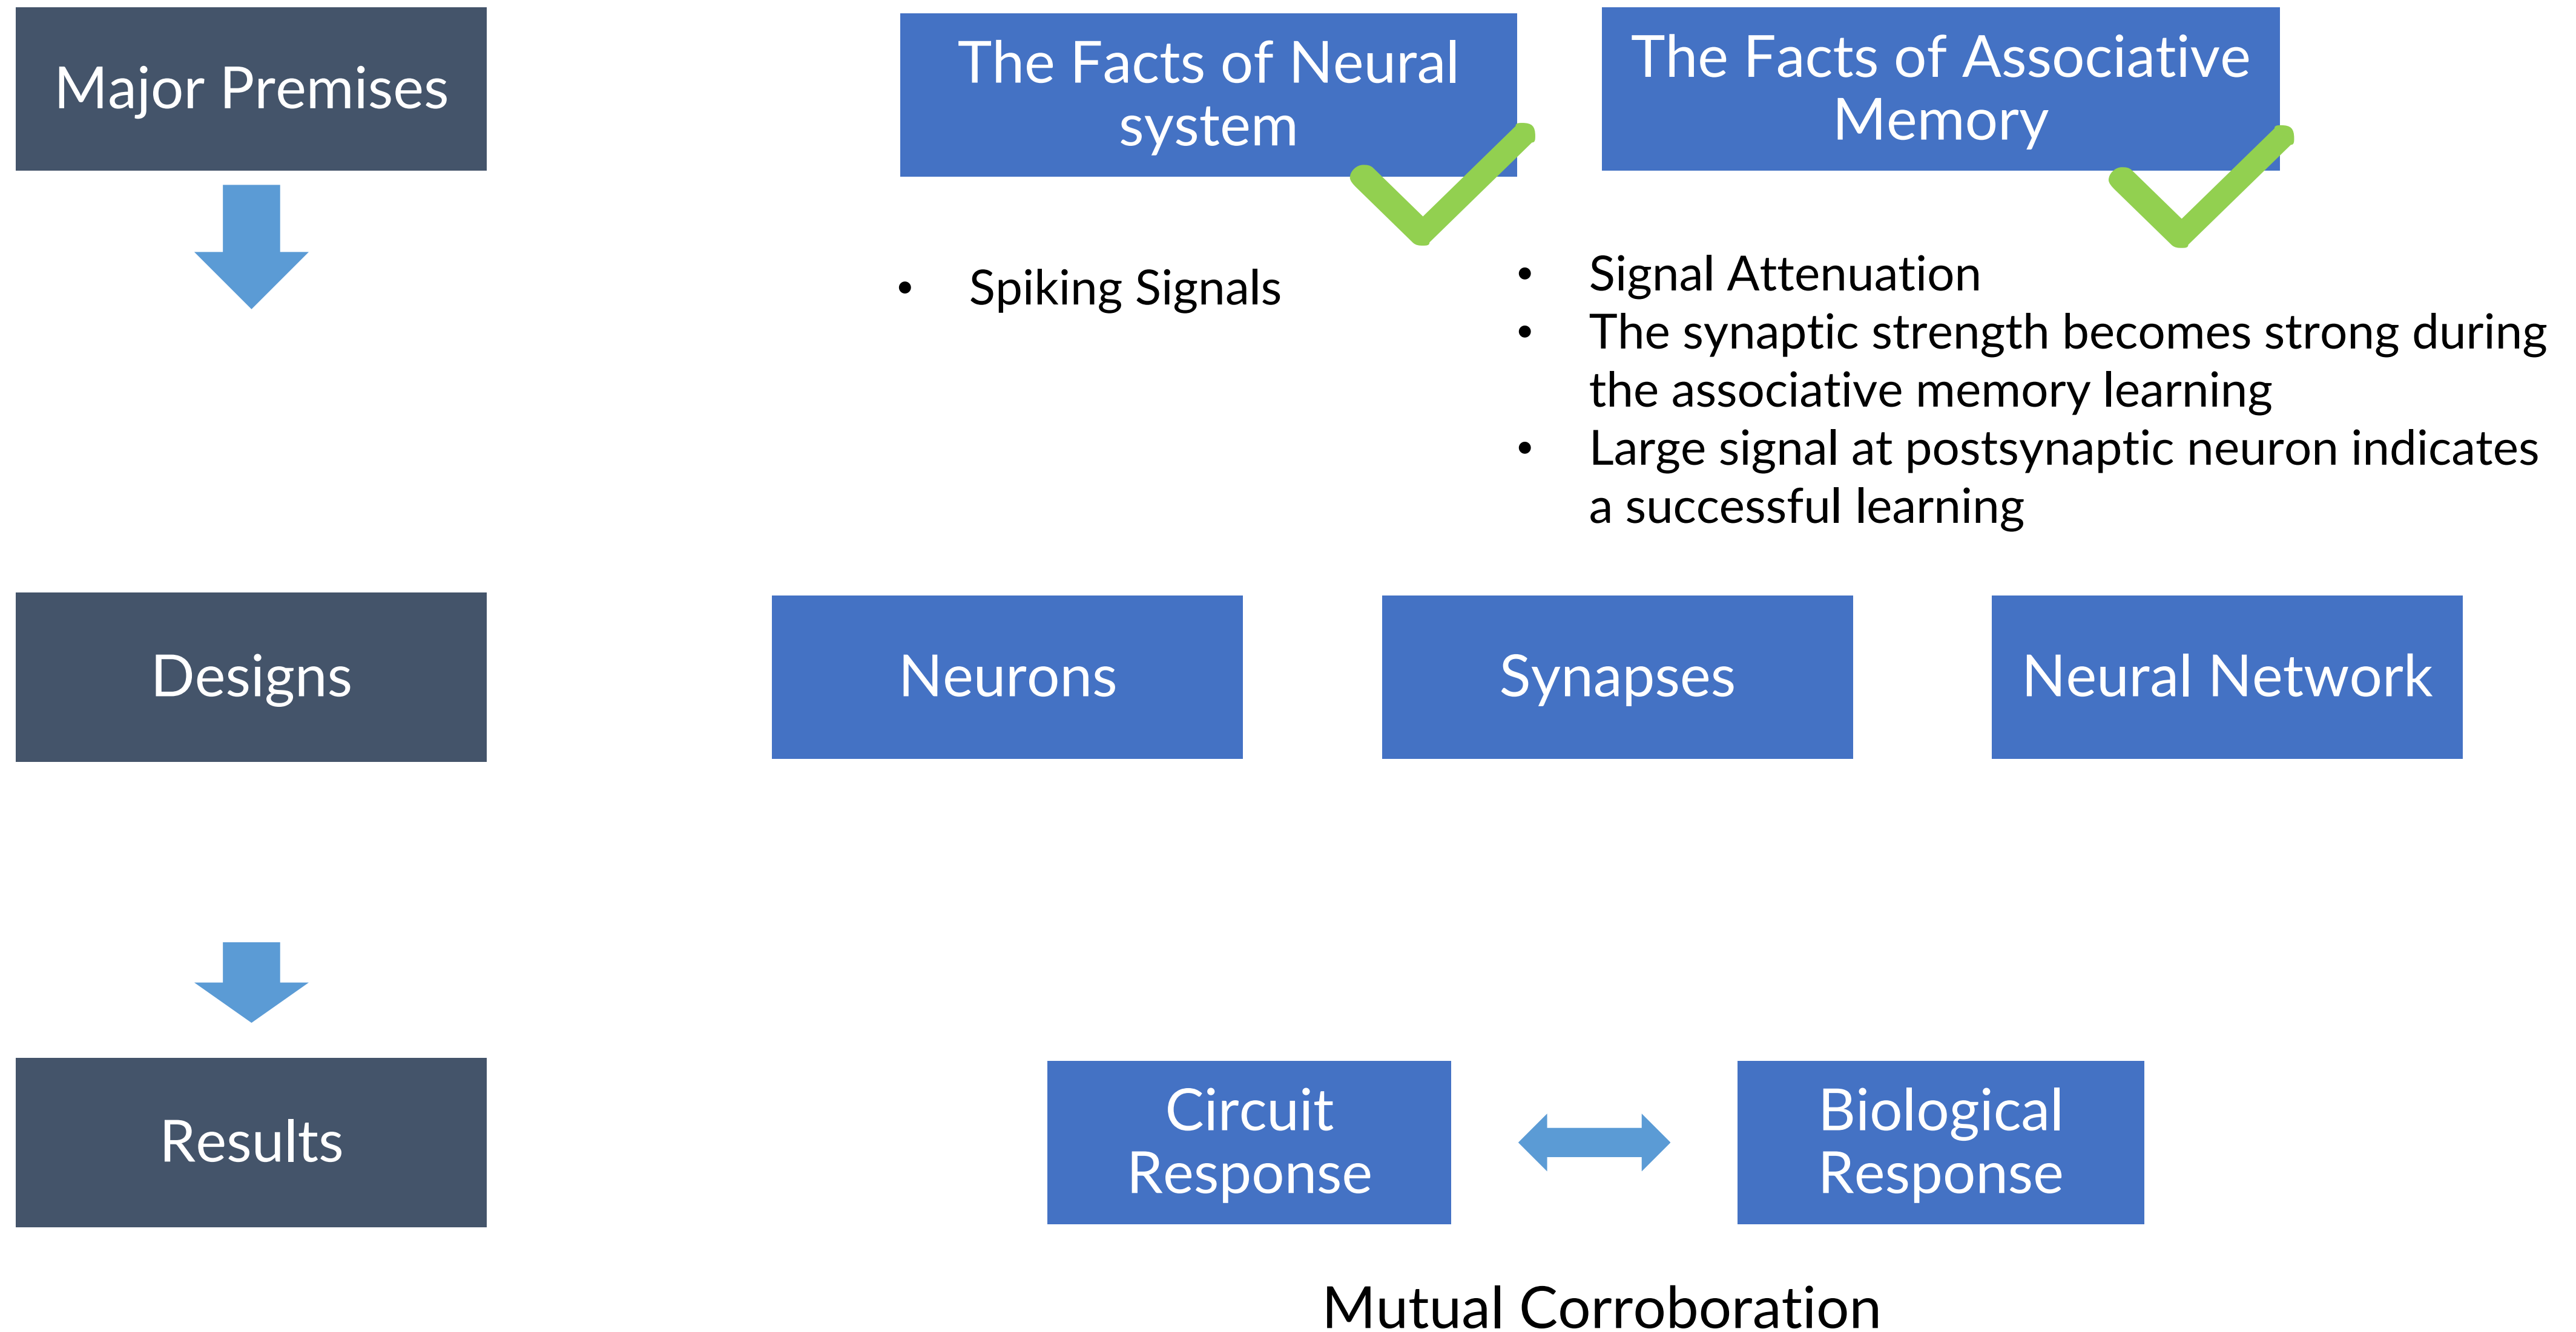 Major Premises
The Facts of Neural
system
The Facts of Associative
Memory
• Spiking Signals
• Signal Attenuation
• The synaptic strength becomes strong during
the associative memory learning
• Large signal at postsynaptic neuron indicates
a successful learning
Designs
Neurons
Synapses
Neural Network
Results
Circuit
Response
Biological
Response
Mutual Corroboration